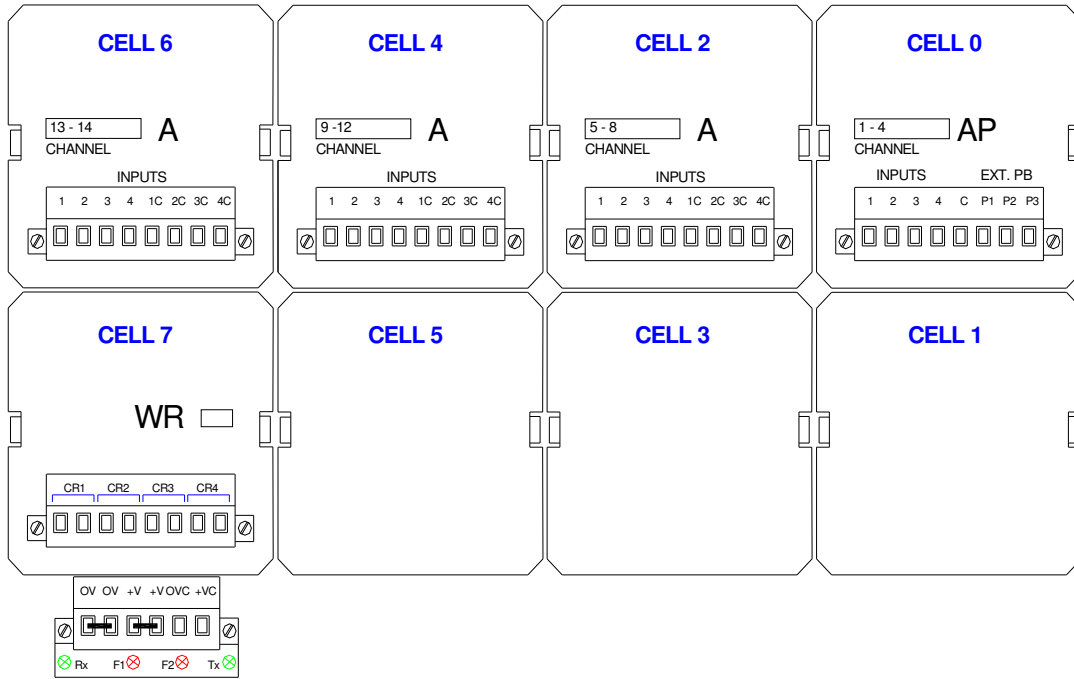 CELL 6
13 - 14 A
CHANNEL
INPUTS
1 2 3 4 1C 2C 3C 4C
CELL 4
9 -12 A
CHANNEL
INPUTS
1 2 3 4 1C 2C 3C 4C
CELL 2
5 - 8 A
CHANNEL
INPUTS
1 2 3 4 1C 2C 3C 4C
CELL 0
1 - 4 AP
CHANNEL
INPUTS EXT. PB
1 2 3 4 C P1 P2 P3
CELL 7
WR
CR1 CR2 CR3 CR4
CELL 5
CELL 3
CELL 1
OV OV +V +V OVC +VC
Rx F1 F2 Tx